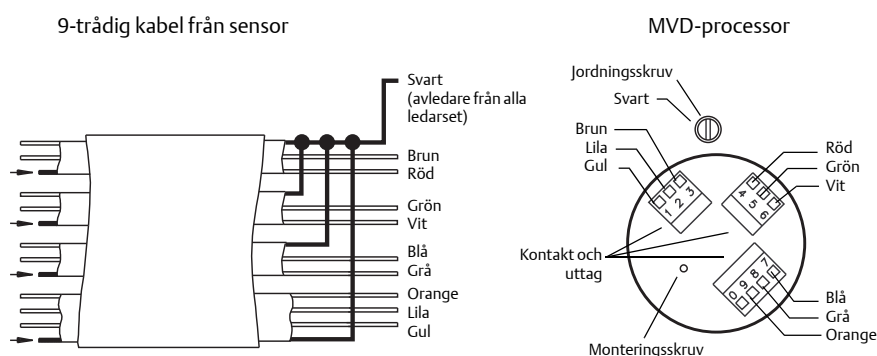 9-trådig kabel från sensor
Svart
(avledare från alla
ledarset)
Brun
Röd
Grön
Vit
Blå
Grå
Orange
Lila
Gul
MVD-processor
Jordningsskruv
Svart
Brun
Lila
Gul
Röd
Grön
Vit
1 2 3
4 5 6
Kontakt och
uttag
0 9 8 7
Blå
Grå
Orange
Monteringsskruv